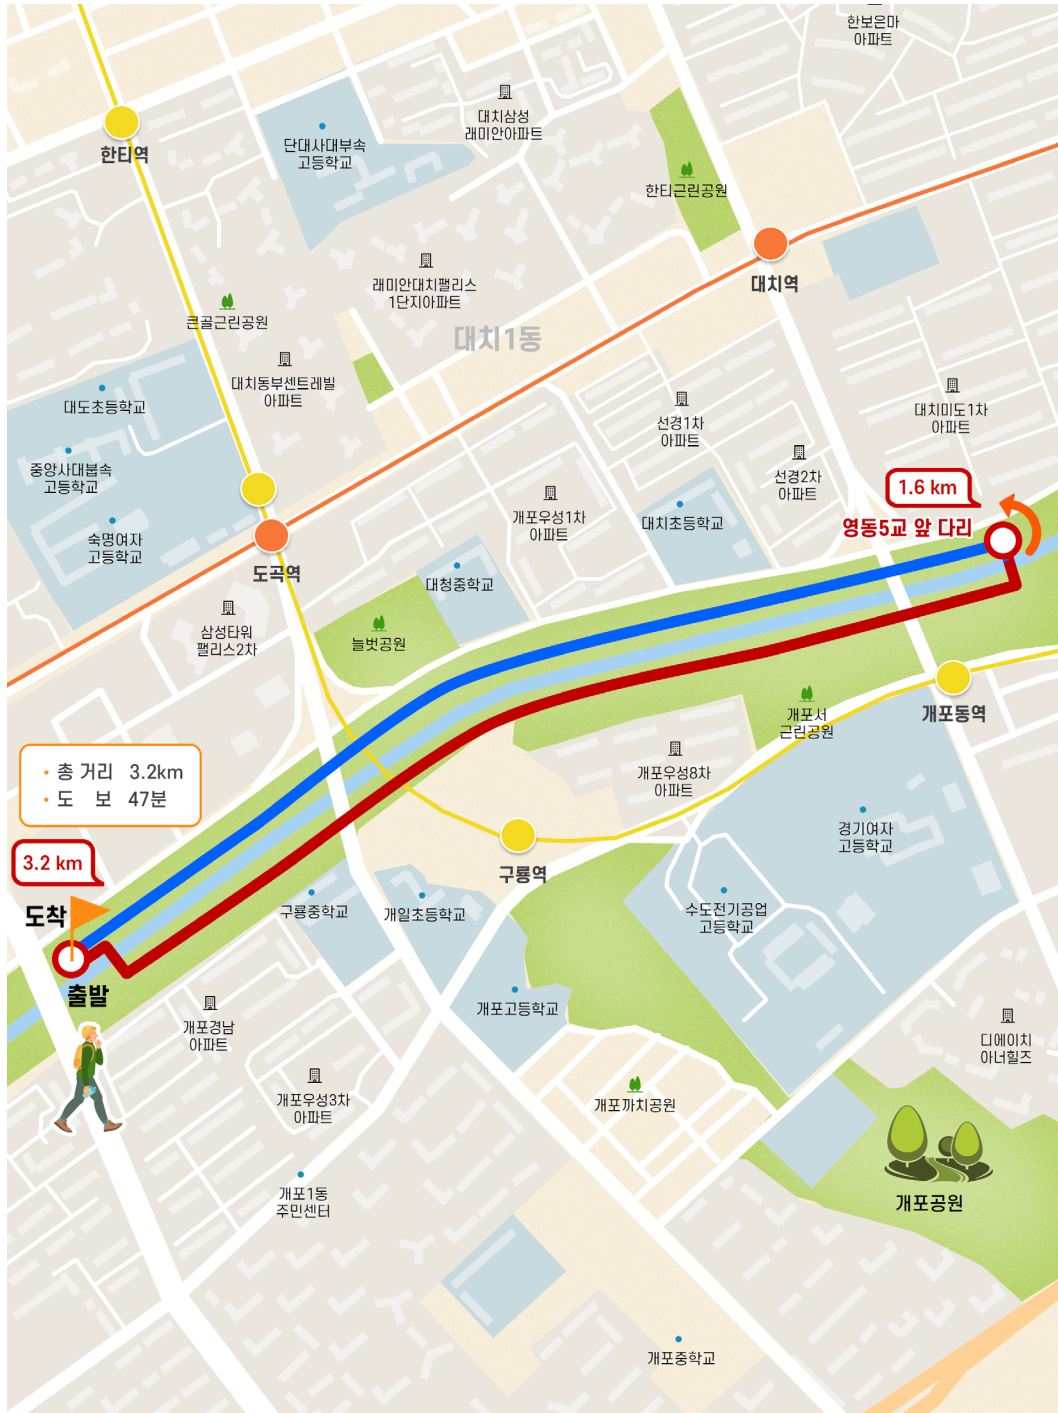 한보은마
아파트
대치삼성
래미안아파트
한티역
단대사대부속
고등학교
한티근린공원
대치역
래미안대치팰리스
1단지아파트
큰골근린공원
대치1동
대치동부센트레빌
아파트
대도초등학교
대치미도1차
아파트
선경1차
아파트
중앙사대붐속
고등학교
선경2차
아파트
1.6 km
영동5교 앞 다리
개포우성1차
아파트
대치초등학교
숙명여자
고등학교
도곡역
대청중학교
삼성타워
팰리스2차
늘벗공원
개포동역
개포서
근린공원
개포우성8차
아파트
• 총 거리 3.2km
• 도 보 47분
경기여자
고등학교
3.2 km
구룡역
도착
구룡중학교
개일초등학교
수도전기공업
고등학교
출발
개포고등학교
개포경남
아파트
디에이치
아너힐즈
개포우성3차
아파트
개포까치공원
개포공원
개포1동
주민센터
개포중학교